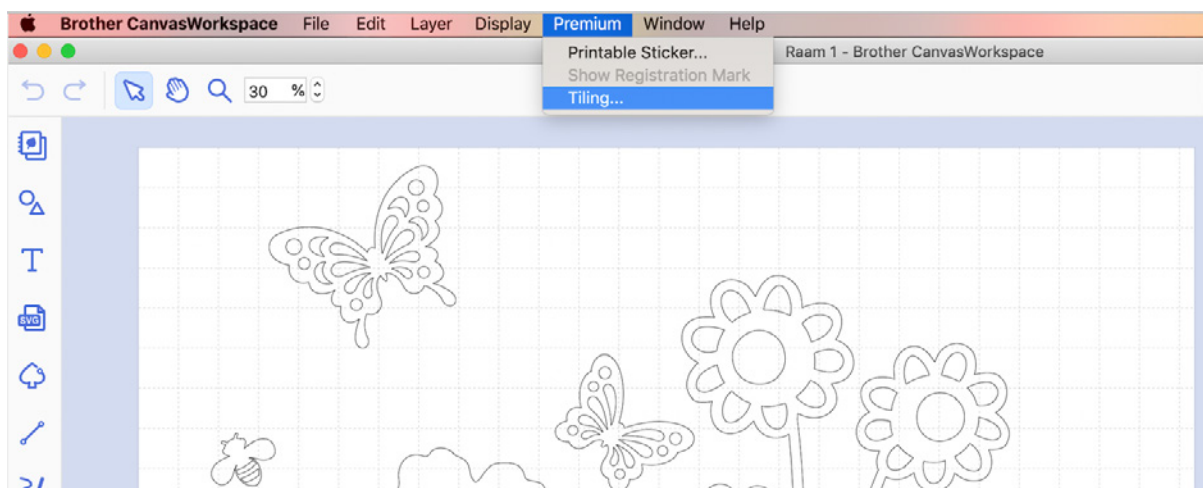 Brother CanvasWorkspace File Edit Layer Display Premium Window Help
Printable Sticker...
Raam 1 - Brother CanvasWorkspace
Show Registration Mark
Tiling...
30 %
T
SVG